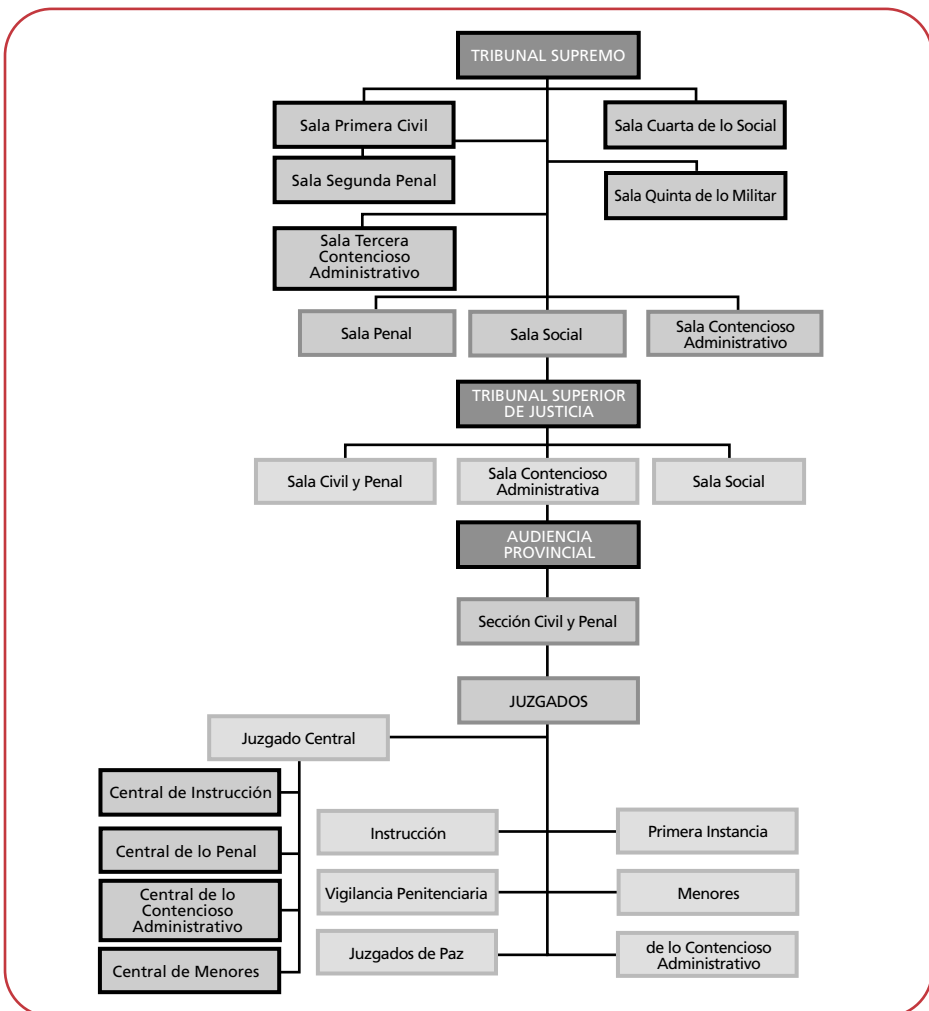 TRIBUNAL SUPREMO
Sala Primera Civil
Sala Cuarta de lo Social
Sala Segunda Penal
Sala Quinta de lo Militar
Sala Tercera
Contencioso
Administrativo
Sala Penal
Sala Social
Sala Contencioso
Administrativo
TRIBUNAL SUPERIOR
DE JUSTICIA
Sala Civil y Penal
Sala Contencioso
Administrativa
Sala Social
AUDIENCIA
PROVINCIAL
Sección Civil y Penal
JUZGADOS
Juzgado Central
Central de Instrucción
Central de lo Penal
Central de lo
Contencioso
Administrativo
Central de Menores
Instrucción
Primera Instancia
Vigilancia Penitenciaria
Menores
Juzgados de Paz
de lo Contencioso
Administrativo